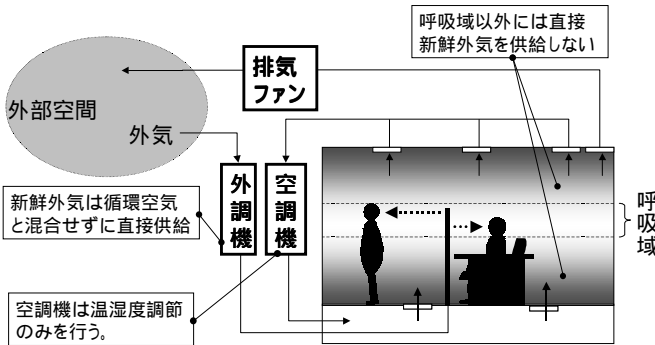 呼吸域以外には直接
新鮮外気を供給しない
排気
ファン
外部空間
外気
新鮮外気は循環空気
と混合せずに直接供給
外調機
空調機
呼吸域
空調機は温湿度調節
のみを行う。